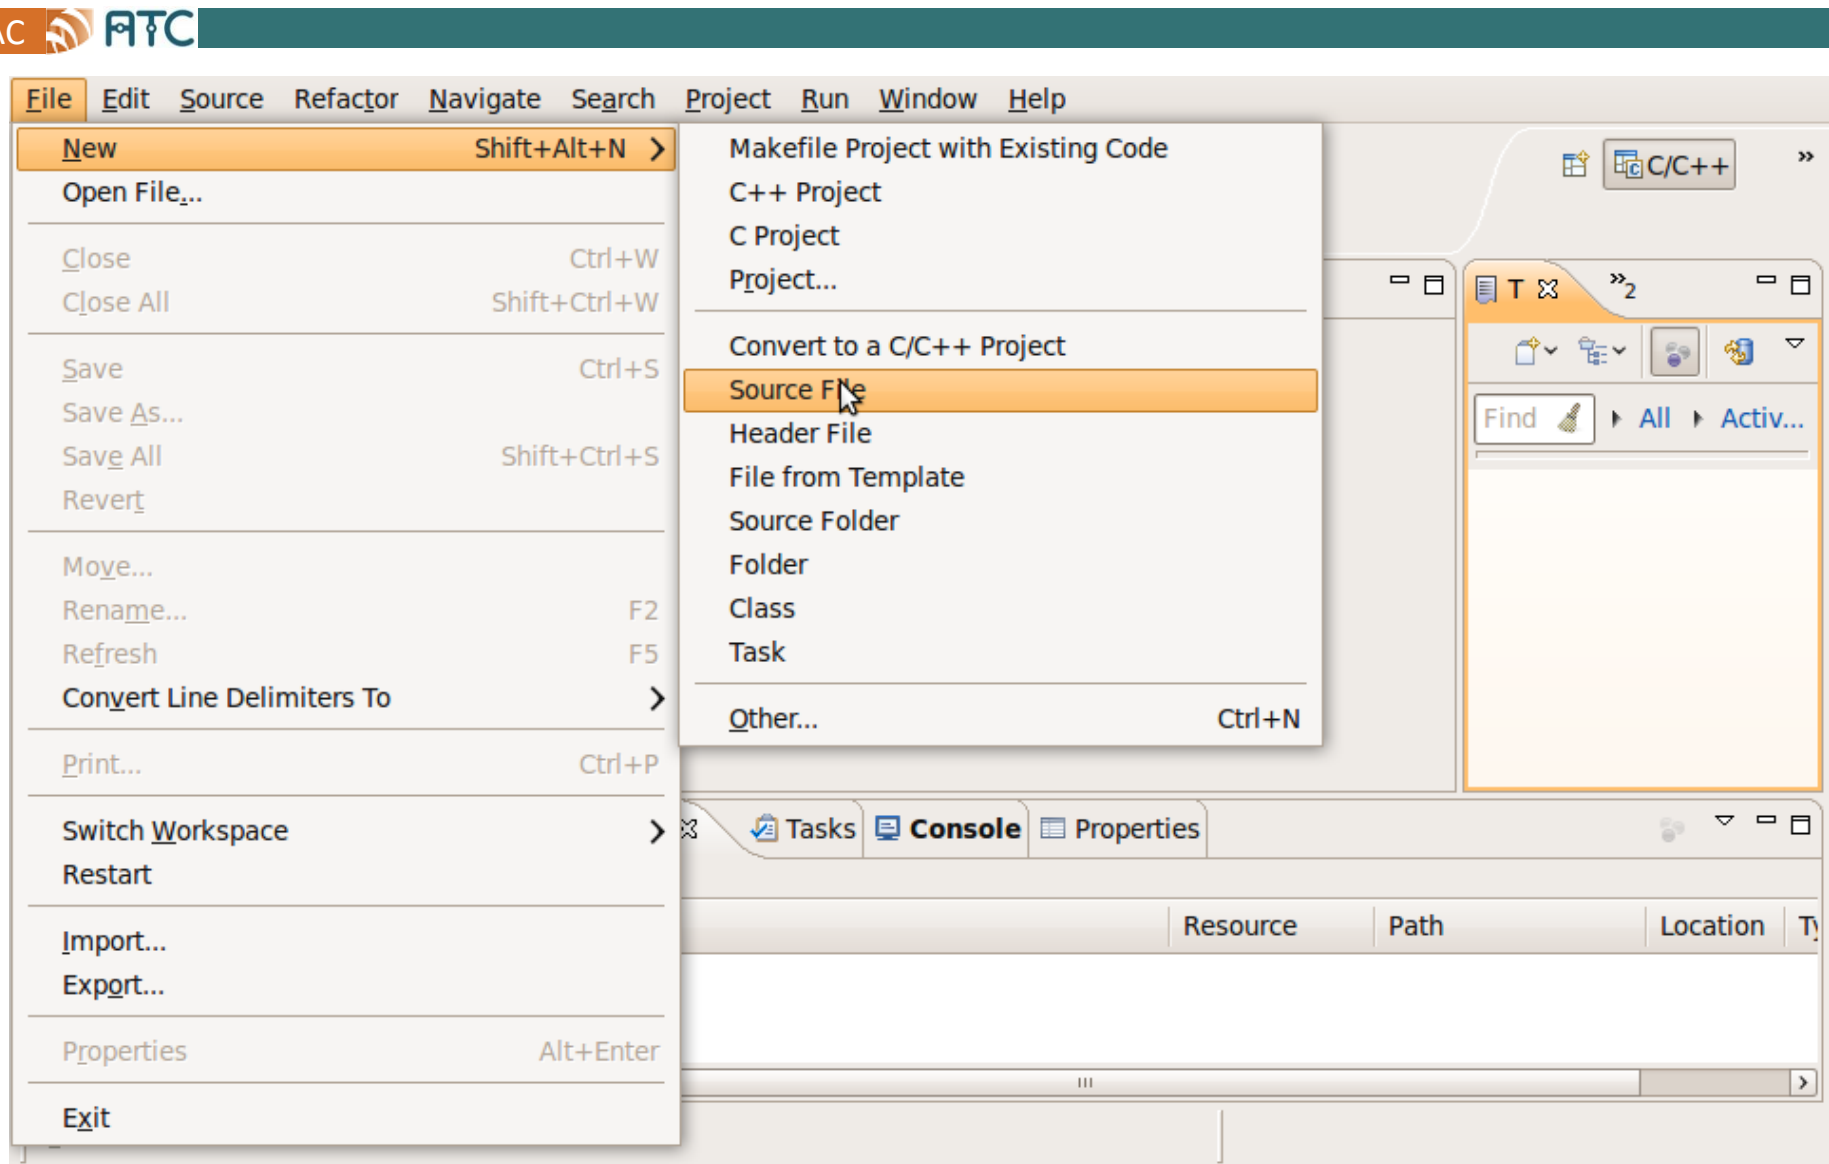 AC ATC
File Edit Source Refactor Navigate Search Project Run Window Help
New Shift+Alt+N
Open File...
Close Ctrl+W
Close All Shift+Ctrl+W
Save Ctrl+S
Save As...
Save All Shift+Ctrl+S
Revert
Move...
Rename... F2
Refresh F5
Convert Line Delimiters To
Print... Ctrl+P
Switch Workspace
Restart
Import...
Export...
Properties Alt+Enter
Exit
Makefile Project with Existing Code
C++ Project
C Project
Project...
Convert to a C/C++ Project
Source File
Header File
File from Template
Source Folder
Folder
Class
Task
Other... Ctrl+N
C/C++ »
T »2
Find All Activ...
Tasks Console Properties
Resource Path Location Ty